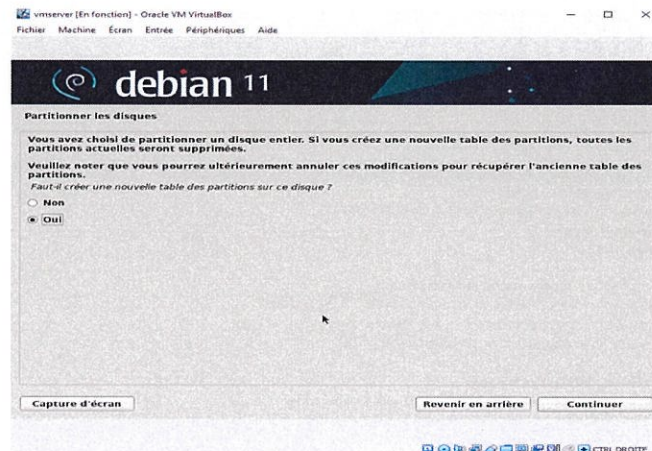 vmserver [En fonction] - Oracle VM VirtualBox
Fichier Machine Écran Entrée Périphériques Aide
debian 11
Partitionner les disques
Vous avez choisi de partitionner un disque entier. Si vous créez une nouvelle table des partitions, toutes les
partitions actuelles seront supprimées.
Veuillez noter que vous pourrez ultérieurement annuler ces modifications pour récupérer l'ancienne table des
partitions.
Faut-il créer une nouvelle table des partitions sur ce disque ?
Non
Oui
Capture d'écran
Revenir en arrière
Continuer
CTRL DROITE